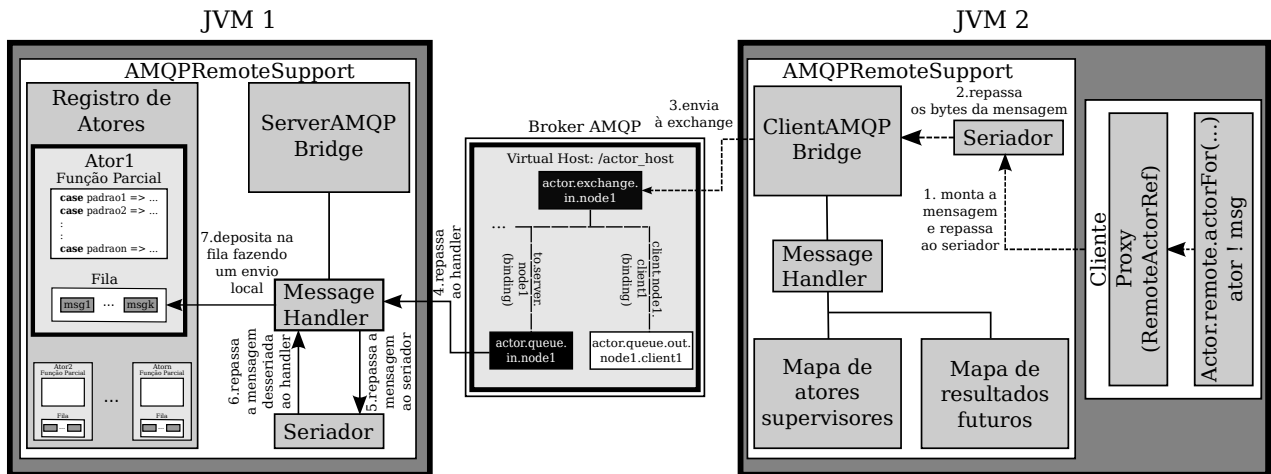 JVM 1
AMQPRemoteSupport
Registro de
Atores
Ator1
Função Parcial
case padrao1 => ...
case padrao2 => ...
:
:
case padraon => ...
Fila
msg1 ... msgk
Ator2
Função Parcial
Fila
...
...
Atorn
Função Parcial
Fila
...
ServerAMQP
Bridge
7.deposita na
fila fazendo
um envio
local
Message
Handler
6.repassa
a mensagem
desseriada
ao handler
5.repassa a
mensagem
ao seriador
Seriador
4.repassa
ao handler
Broker AMQP
Virtual Host: /actor_host
actor.exchange.
in.node1
...
to.server.
node1
(binding)
client.node1.
client1
(binding)
actor.queue.
in.node1
actor.queue.out.
node1.client1
3.envia
à exchange
JVM 2
AMQPRemoteSupport
ClientAMQP
Bridge
2.repassa
os bytes da mensagem
Seriador
1. monta a
mensagem
e repassa
ao seriador
Message
Handler
Mapa de
atores
supervisores
Mapa de
resultados
futuros
Cliente
Proxy
(RemoteActorRef)
Actor.remote.actorFor(...)
ator ! msg